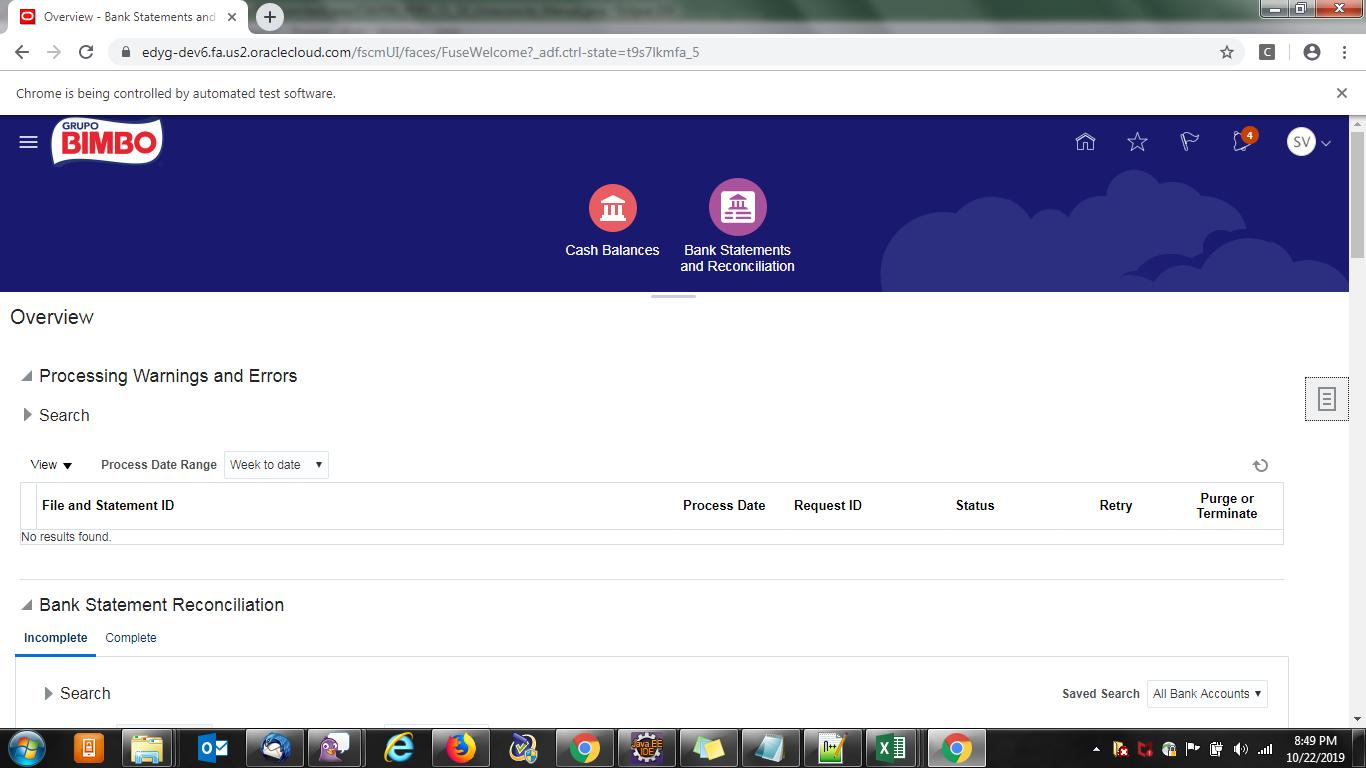 Overview - Bank Statements and
edyg-dev6.fa.us2.oraclecloud.com/fscmUI/faces/FuseWelcome?_adf.ctrl-state=t9s7lkmfa_5
C
Chrome is being controlled by automated test software.
GRUPO
BIMBO
4
SV
Cash Balances
Bank Statements
and Reconciliation
Overview
Processing Warnings and Errors
Search
View
Process Date Range
Week to date
File and Statement ID
Process Date
Request ID
Status
Retry
Purge or
Terminate
No results found.
Bank Statement Reconciliation
Incomplete
Complete
Search
Saved Search
All Bank Accounts
Java EE
IDE
8:49 PM
10/22/2019